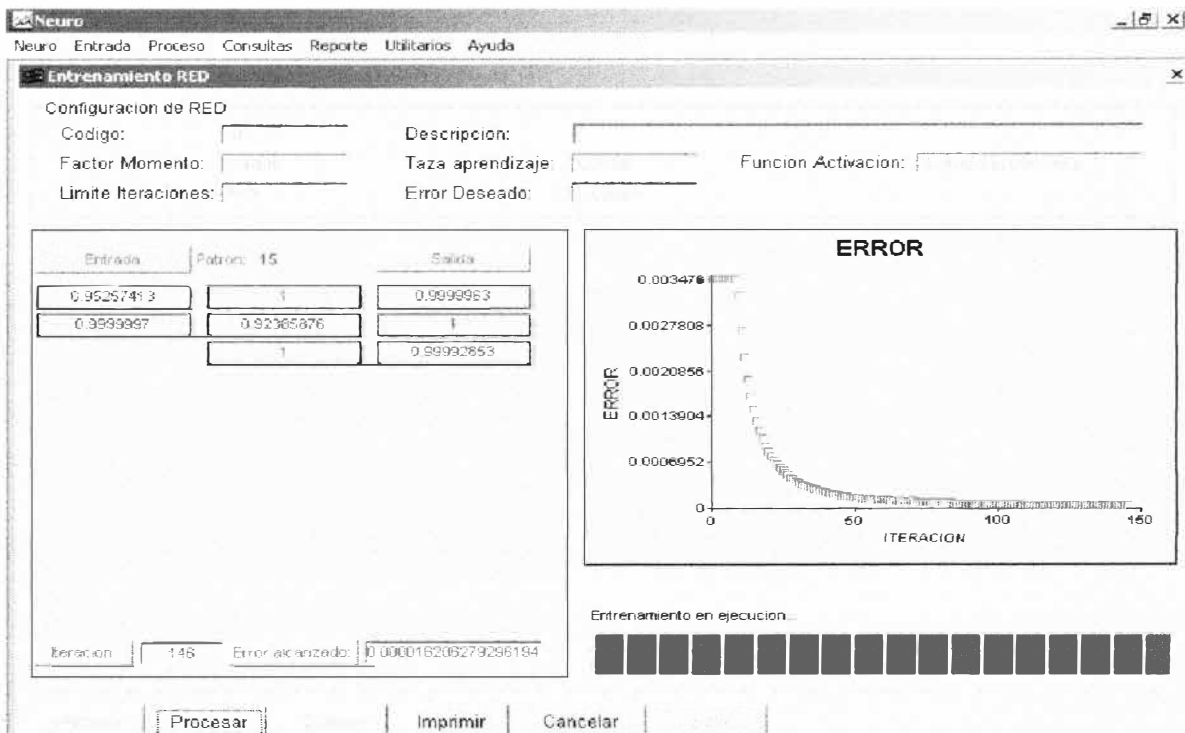 Neuro
Neuro Entrada Proceso Consultas Reporte Utilitarios Ayuda
Entrenamiento RED
Configuracion de RED
Codigo:
Descripcion:
Factor Momento:
Taza aprendizaje:
Funcion Activacion:
Limite Iteraciones:
Error Deseado:
Entrada Patron: 15 Salida
0.95257413 1 0.9999963
0.9999997 0.92385876 1
1 0.99992853
Iteracion 146 Error alcanzado: 0.000016206279296194
ERROR
ERROR
0.003476
0.0027808
0.0020856
0.0013904
0.0006952
0
0 50 100 150
ITERACION
Entrenamiento en ejecucion...
Procesar Imprimir Cancelar